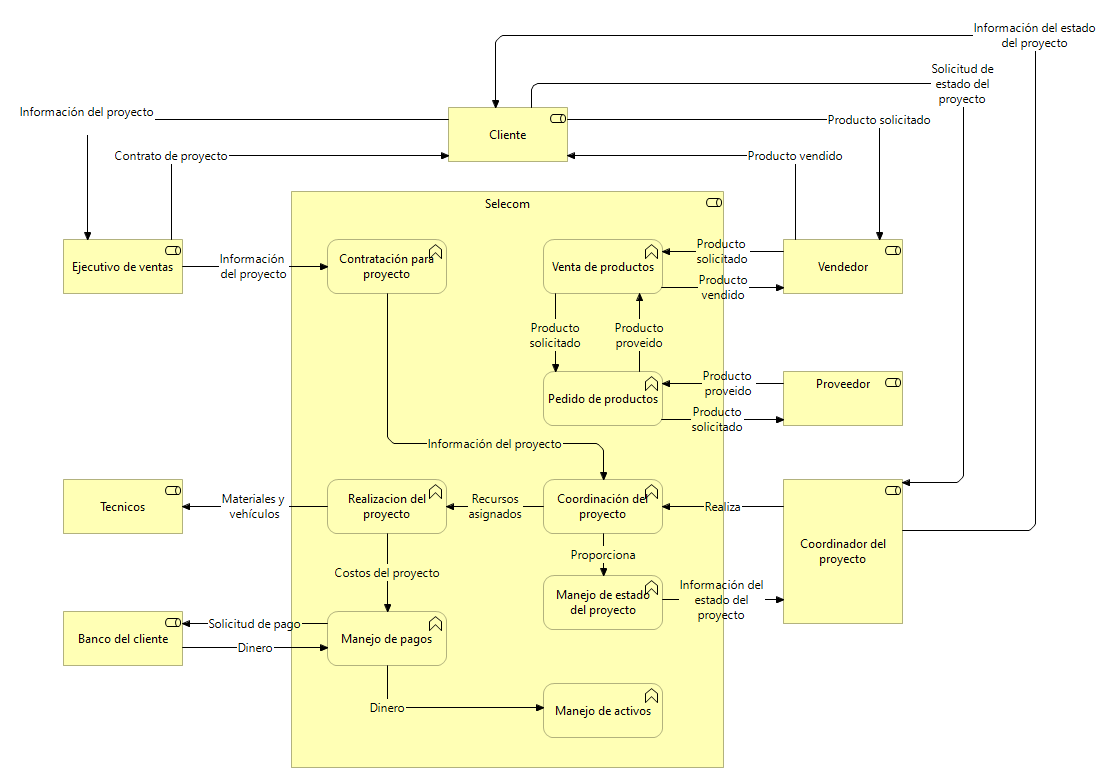 Información del estado
del proyecto
Solicitud de
estado del
proyecto
Información del proyecto
Producto solicitado
Cliente
Contrato de proyecto
Producto vendido
Selecom
Ejecutivo de ventas
Información
del proyecto
Contratación para
proyecto
Venta de productos
Producto
solicitado
Producto
vendido
Vendedor
Producto
solicitado
Producto
proveido
Pedido de productos
Producto
proveido
Producto
solicitado
Proveedor
Información del proyecto
Tecnicos
Materiales y
vehículos
Realizacion del
proyecto
Recursos
asignados
Coordinación del
proyecto
Realiza
Coordinador del
proyecto
Proporciona
Costos del proyecto
Manejo de estado
del proyecto
Información del
estado del
proyecto
Banco del cliente
Solicitud de pago
Dinero
Manejo de pagos
Dinero
Manejo de activos